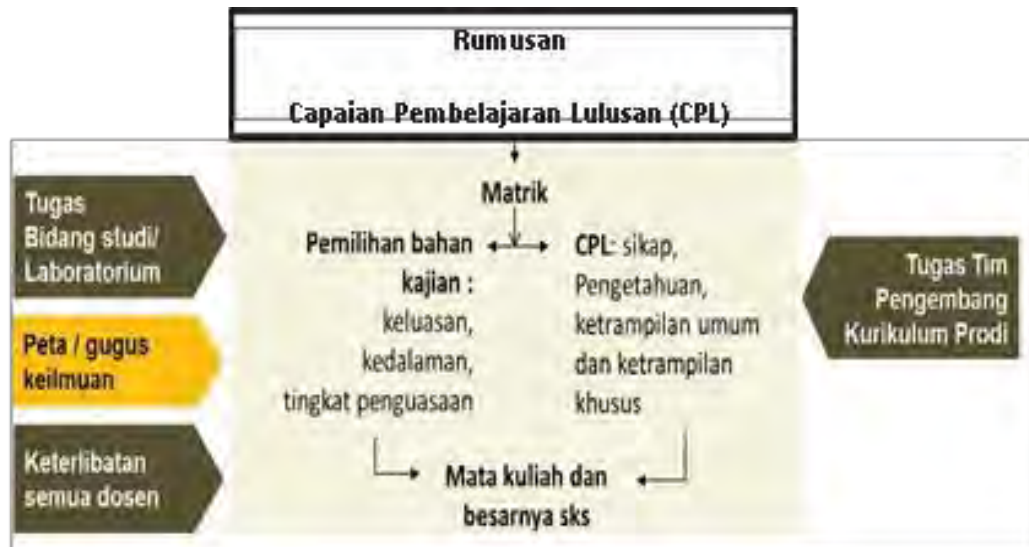 Rumusan
Capaian Pembelajaran Lulusan (CPL)
Tugas
Bidang studi/
Laboratorium
Peta / gugus
keilmuan
Keterlibatan
semua dosen
Matrik
Pemilihan bahan
kajian :
keluasan,
kedalaman,
tingkat penguasaan
CPL: sikap,
Pengetahuan,
ketrampilan umum
dan ketrampilan
khusus
Mata kuliah dan
besarnya sks
Tugas Tim
Pengembang
Kurikulum Prodi